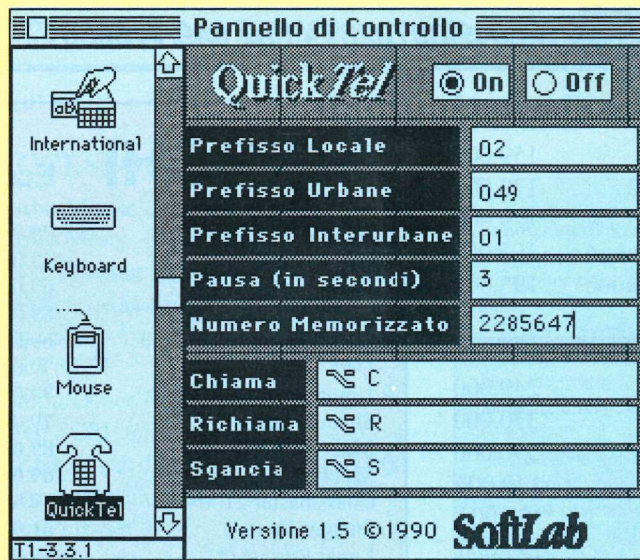 Pannello di Controllo
International
Keyboard
Mouse
QuickTel
T1-3.3.1
QuickTel
On
Off
Prefisso Locale 02
Prefisso Urbane 049
Prefisso Interurbane 01
Pausa (in secondi) 3
Numero Memorizzato 2285647
Chiama ⌥ C
Richiama ⌥ R
Sgancia ⌥ S
Versione 1.5 ©1990 SoftLab